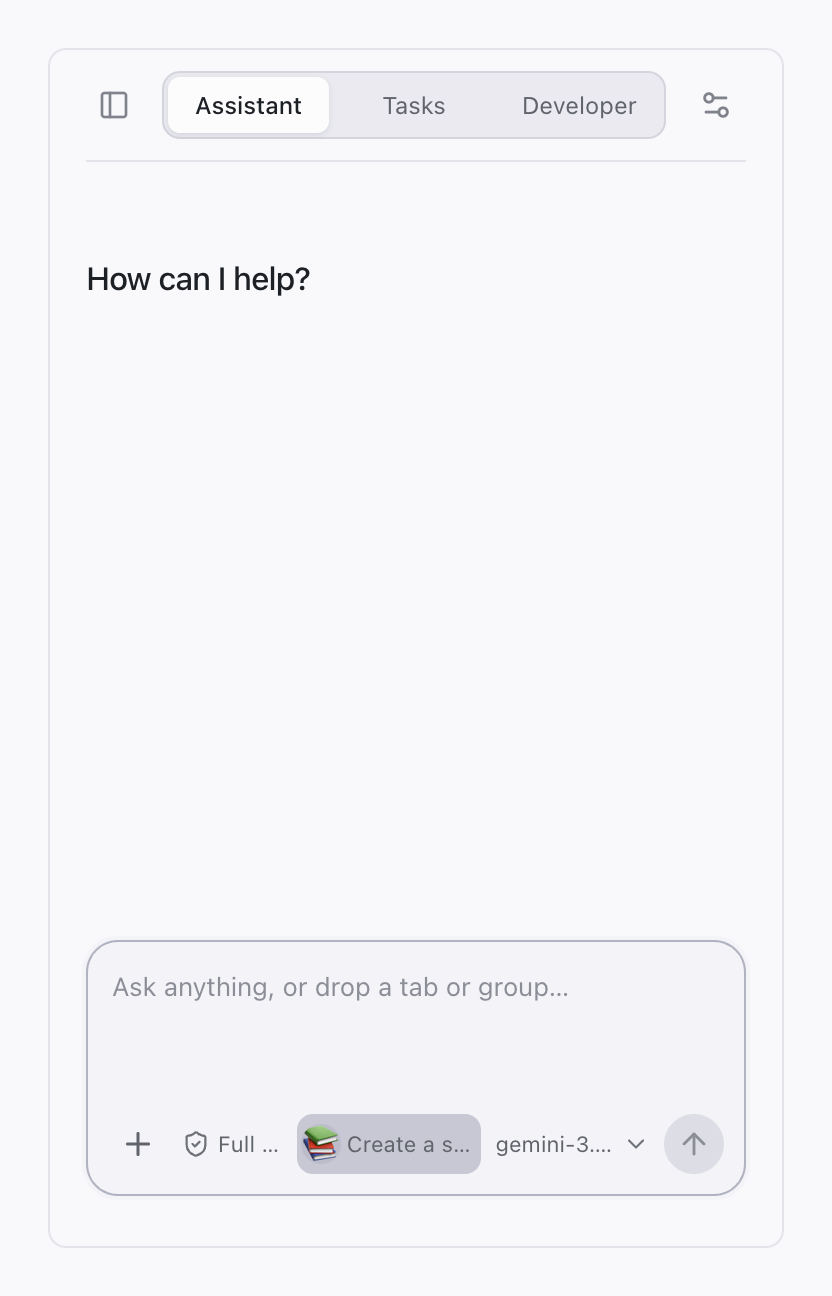 Assistant Tasks Developer
How can I help?
Ask anything, or drop a tab or group...
Full ... Create a s... gemini-3....